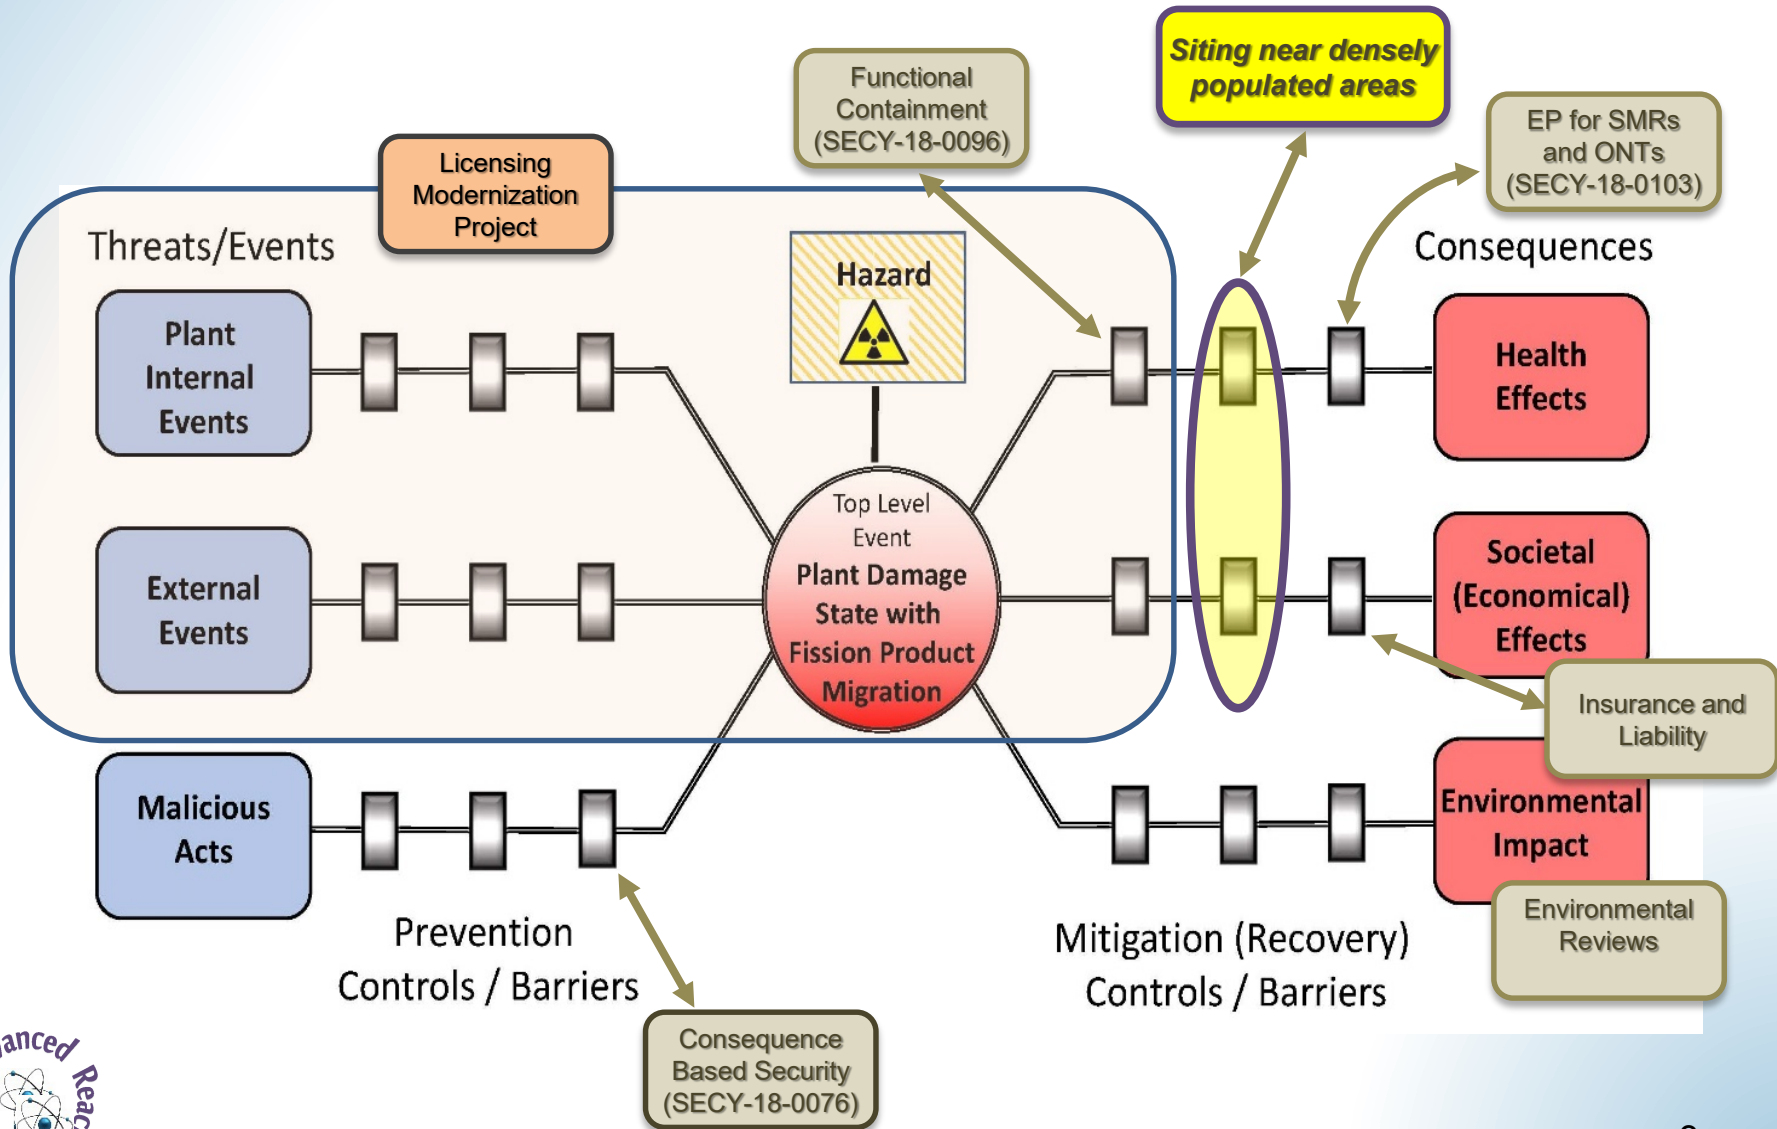 Siting near densely
populated areas
Functional
Containment
(SECY-18-0096)
EP for SMRs
and ONTs
(SECY-18-0103)
Licensing
Modernization
Project
Threats/Events
Hazard
Consequences
Plant
Internal
Events
Health
Effects
Top Level
Event
Plant Damage
State with
Fission Product
Migration
External
Events
Societal
(Economical)
Effects
Insurance and
Liability
Malicious
Acts
Environmental
Impact
Environmental
Reviews
Prevention
Controls / Barriers
Mitigation (Recovery)
Controls / Barriers
Consequence
Based Security
(SECY-18-0076)